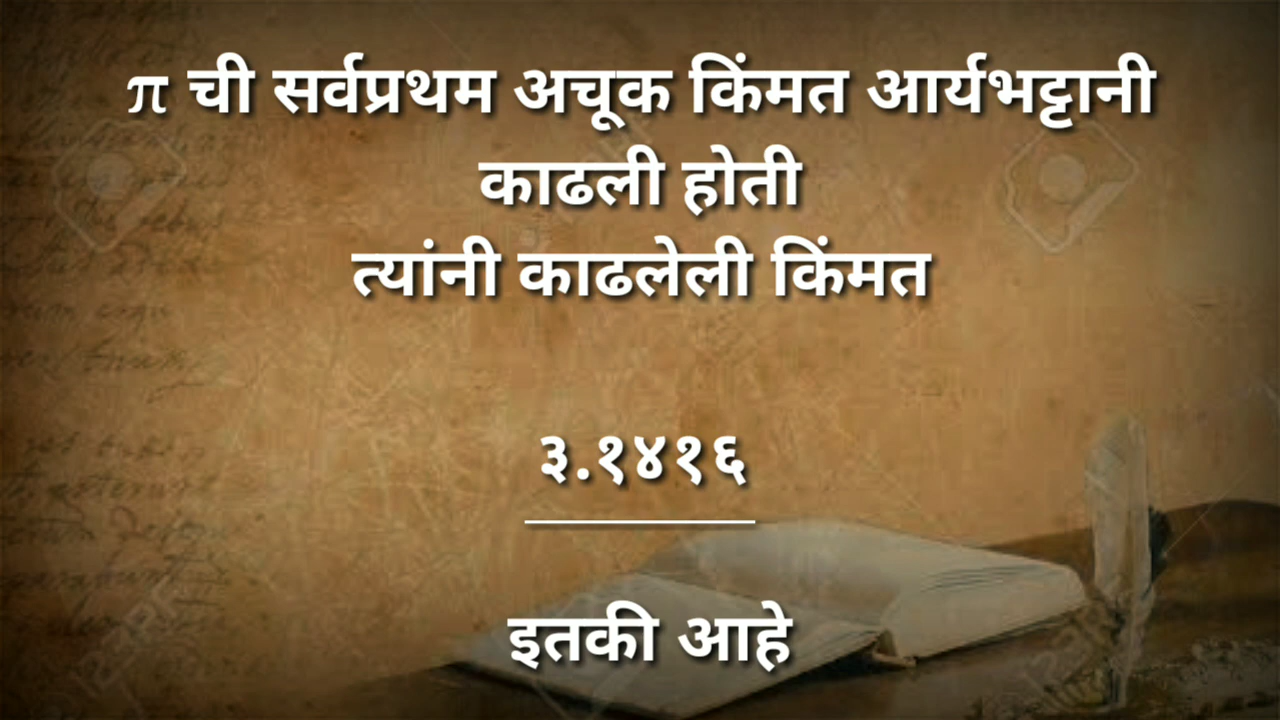 π ची सर्वप्रथम अचूक किंमत आर्यभट्टानी
काढली होती
त्यांनी काढलेली किंमत
३.१४१६
इतकी आहे